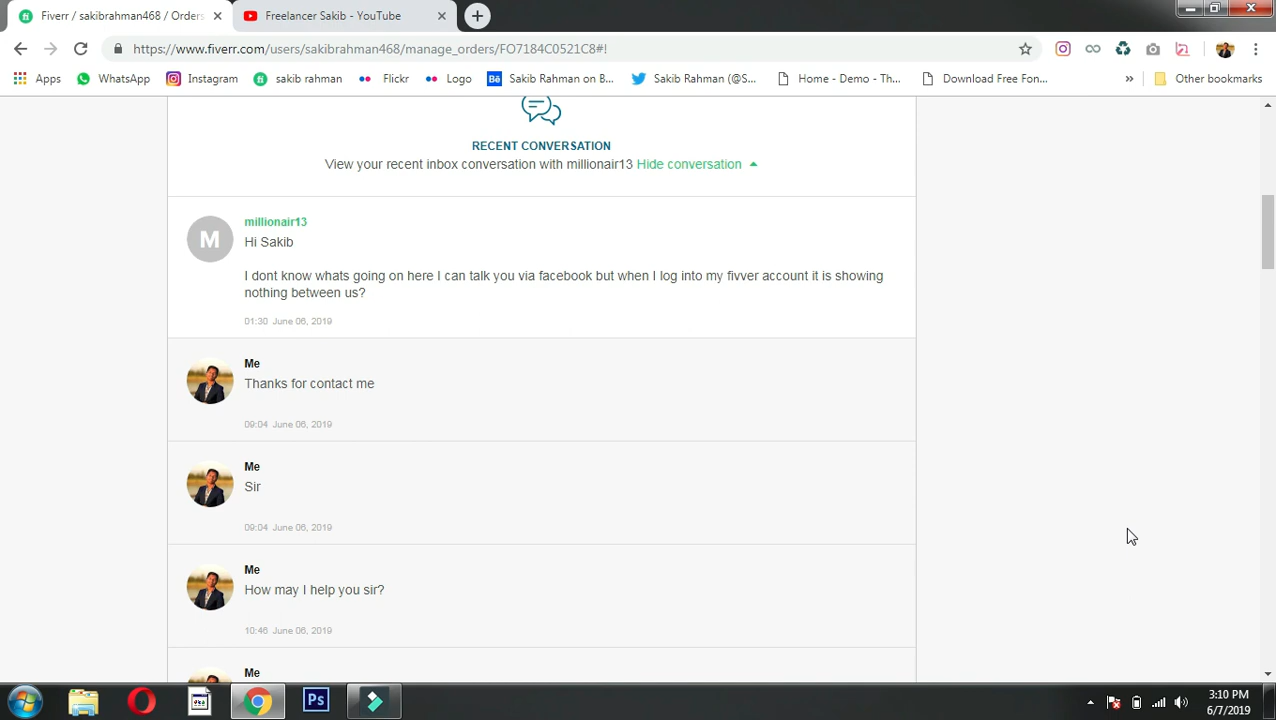 Fiverr / sakibrahman468 / Orders
Freelancer Sakib - YouTube
https://www.fiverr.com/users/sakibrahman468/manage_orders/FO7184C0521C8#!
Apps
WhatsApp
Instagram
sakib rahman
Flickr
Logo
Sakib Rahman on B...
Sakib Rahman (@S...
Home - Demo - Th...
Download Free Fon...
»
Other bookmarks
RECENT CONVERSATION
View your recent inbox conversation with millionair13 Hide conversation
M
millionair13
Hi Sakib
I dont know whats going on here I can talk you via facebook but when I log into my fivver account it is showing
nothing between us?
01:30 June 06, 2019
Me
Thanks for contact me
09:04 June 06, 2019
Me
Sir
09:04 June 06, 2019
Me
How may I help you sir?
10:46 June 06, 2019
Me
Ps
3:10 PM
6/7/2019